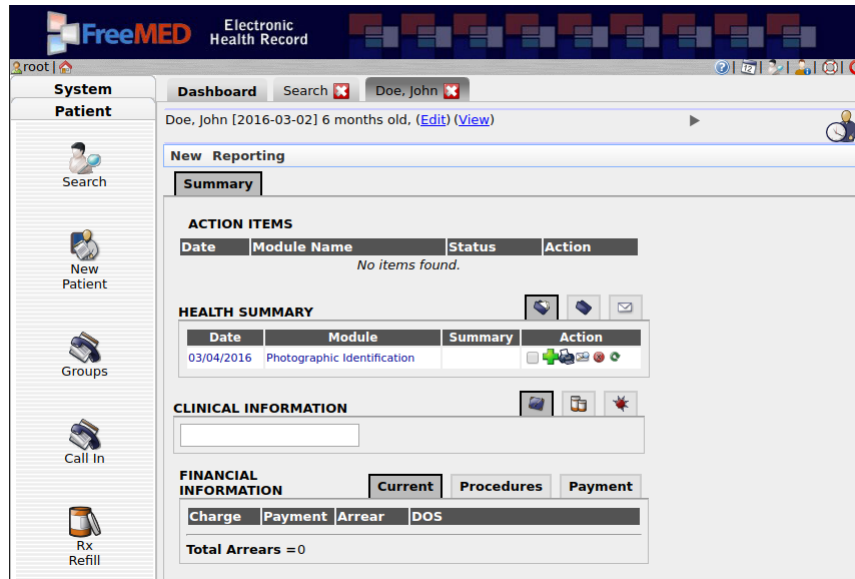 FreeMED Electronic
Health Record
root |
System
Patient
Search
New
Patient
Groups
Call In
Rx
Refill
Dashboard Search Doe, John
Doe, John [2016-03-02] 6 months old, (Edit) (View)
New Reporting
Summary
ACTION ITEMS
Date Module Name Status Action
No items found.
HEALTH SUMMARY
Date Module Summary Action
03/04/2016 Photographic Identification
CLINICAL INFORMATION
FINANCIAL
INFORMATION Current Procedures Payment
Charge Payment Arrear DOS
Total Arrears =0